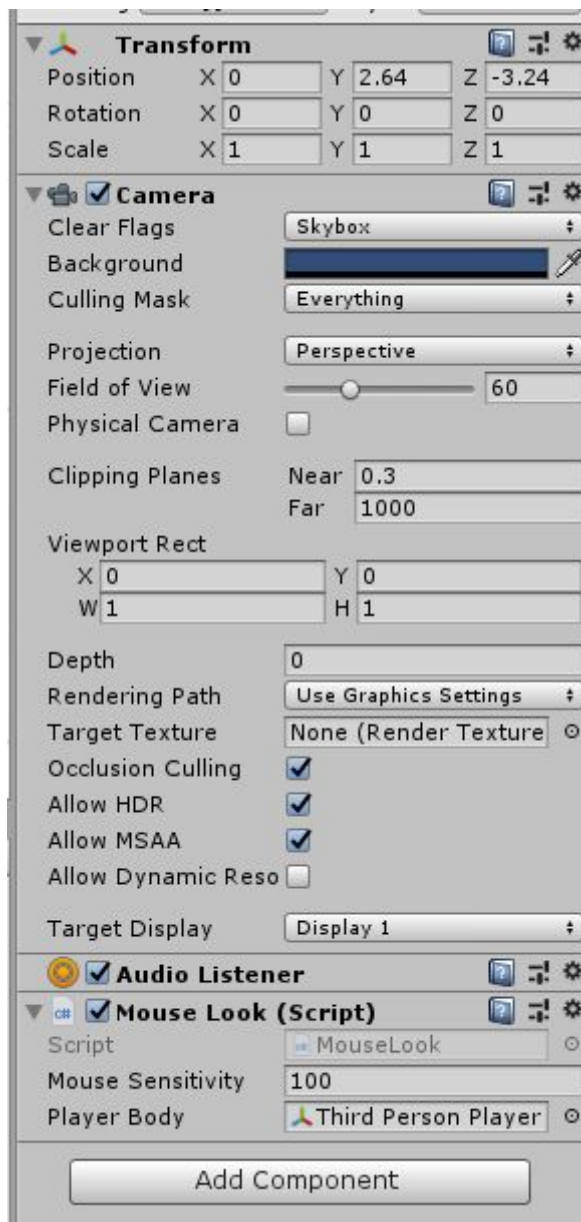 Transform
Position X 0 Y 2.64 Z -3.24
Rotation X 0 Y 0 Z 0
Scale X 1 Y 1 Z 1
Camera
Clear Flags Skybox
Background
Culling Mask Everything
Projection Perspective
Field of View 60
Physical Camera
Clipping Planes Near 0.3
Far 1000
Viewport Rect
X 0 Y 0
W 1 H 1
Depth 0
Rendering Path Use Graphics Settings
Target Texture None (Render Texture
Occlusion Culling
Allow HDR
Allow MSAA
Allow Dynamic Reso
Target Display Display 1
Audio Listener
c# Mouse Look (Script)
Script MouseLook
Mouse Sensitivity 100
Player Body Third Person Player
Add Component